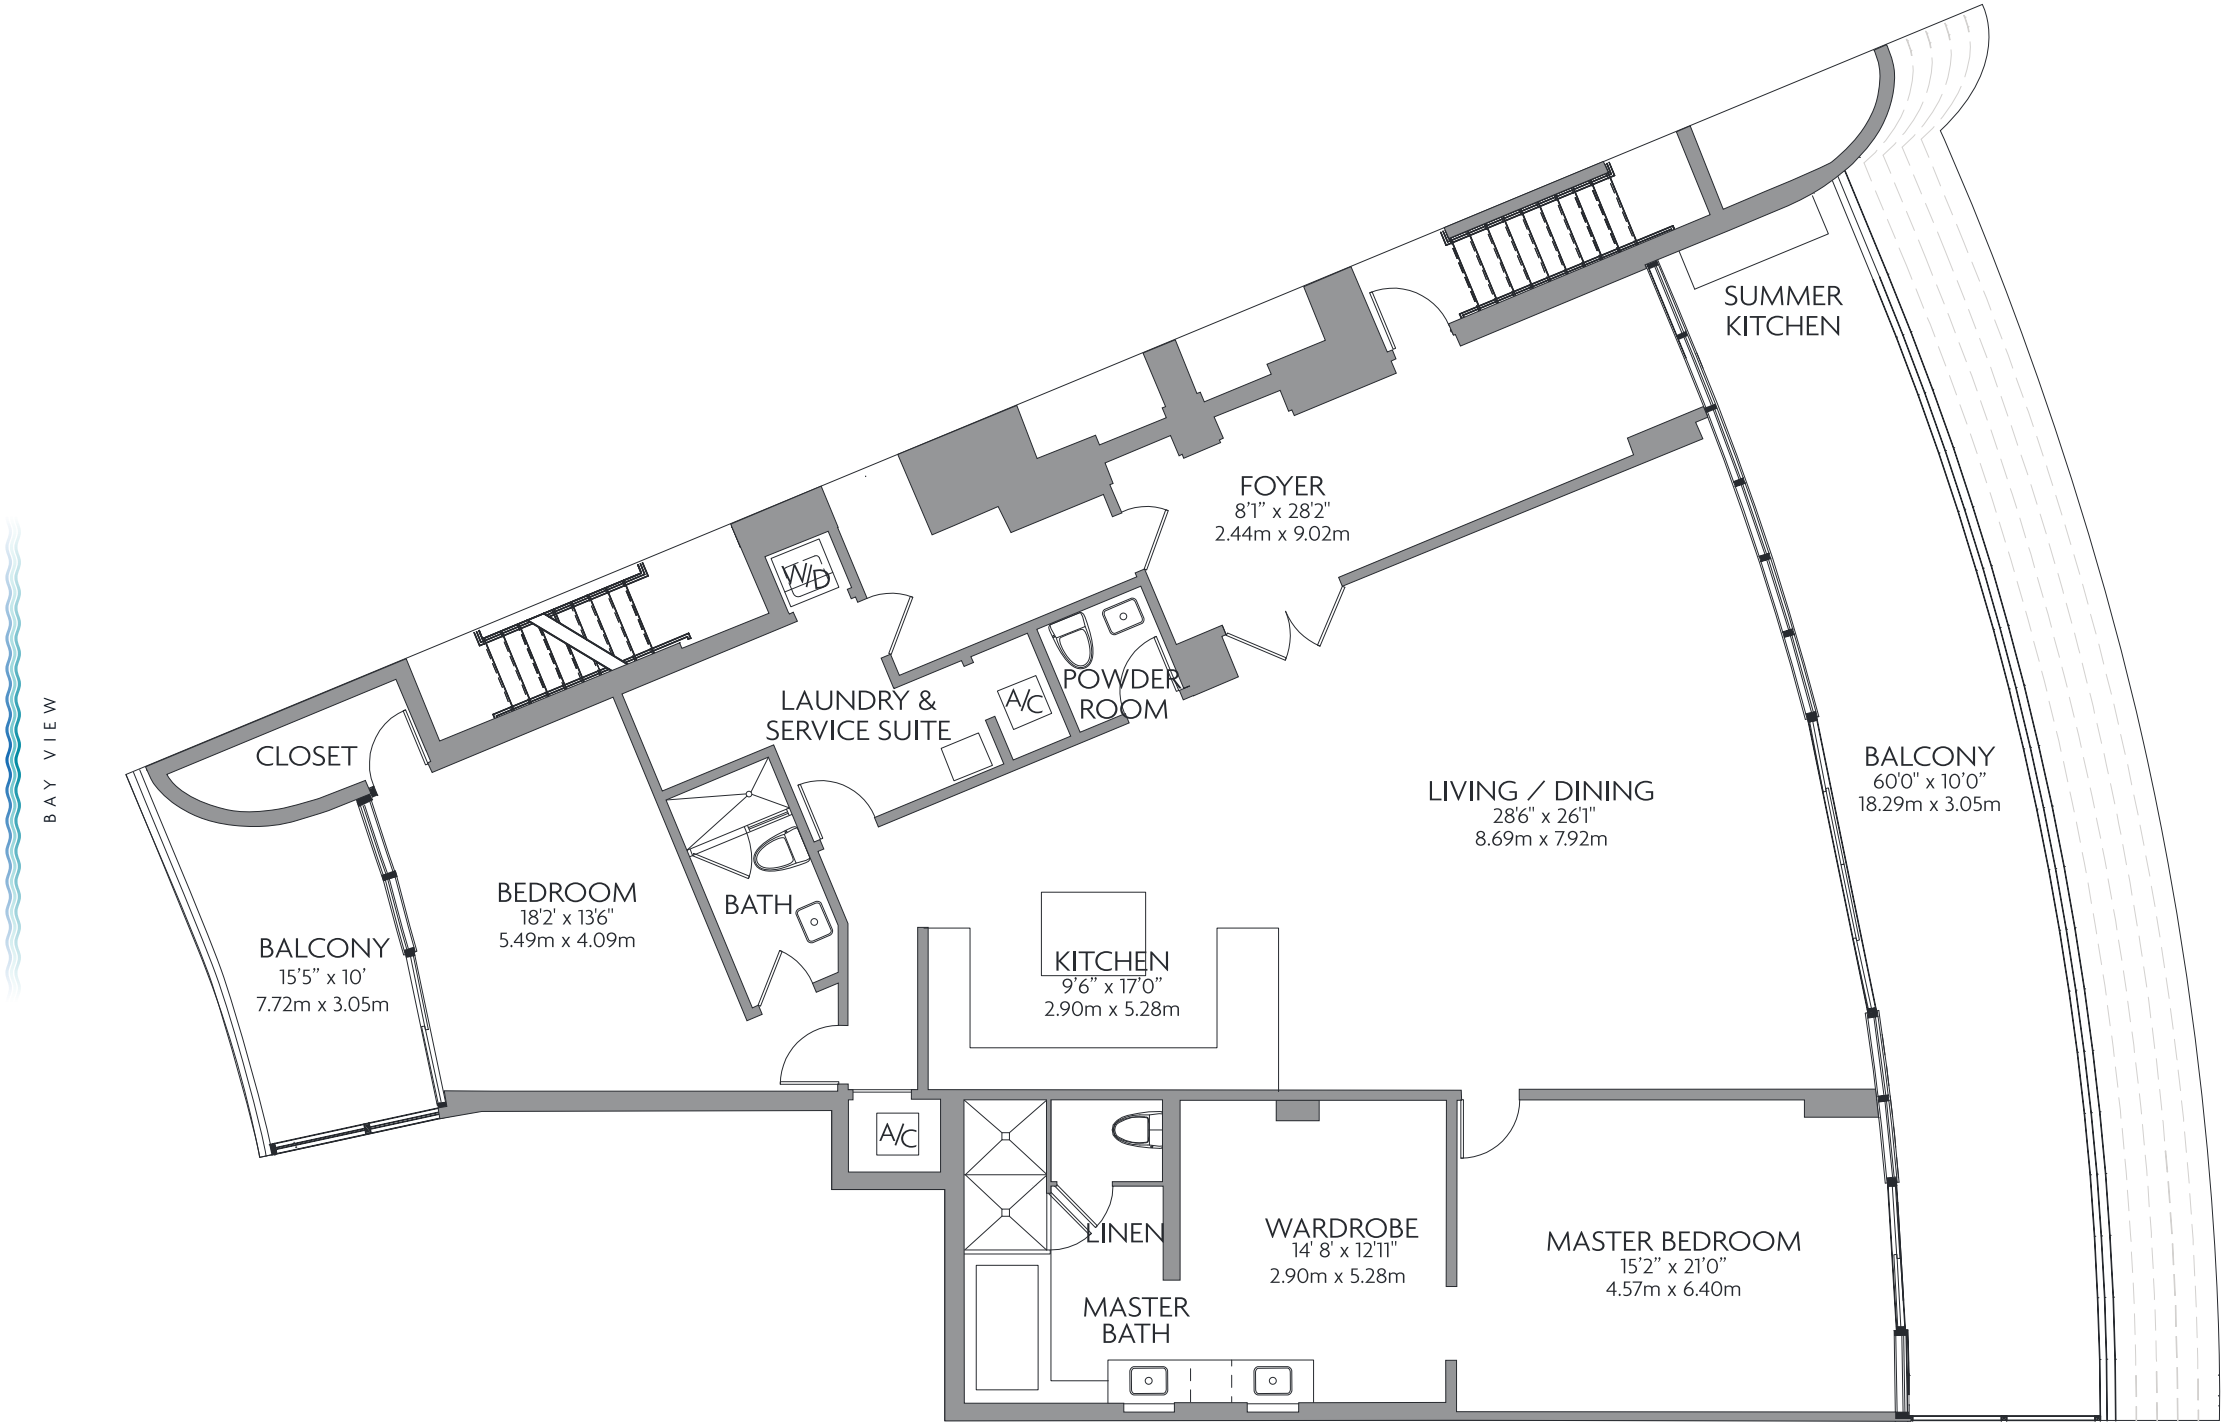 SUMMER
KITCHEN
FOYER
8'1” x 28'2"
2.44m x 9.02m
W/D
LAUNDRY &
SERVICE SUITE
A/C
POWDER
ROOM
CLOSET
BAY VIEW
LIVING / DINING
28'6" x 26'1"
8.69m x 7.92m
BALCONY
60'0" x 10'0”
18.29m x 3.05m
BEDROOM
18'2' x 13'6"
5.49m x 4.09m
BATH
BALCONY
15'5” x 10'
7.72m x 3.05m
KITCHEN
9'6” x 17'0”
2.90m x 5.28m
A/C
LINEN
WARDROBE
14' 8' x 12'11"
2.90m x 5.28m
MASTER BEDROOM
15'2” x 21'0”
4.57m x 6.40m
MASTER
BATH